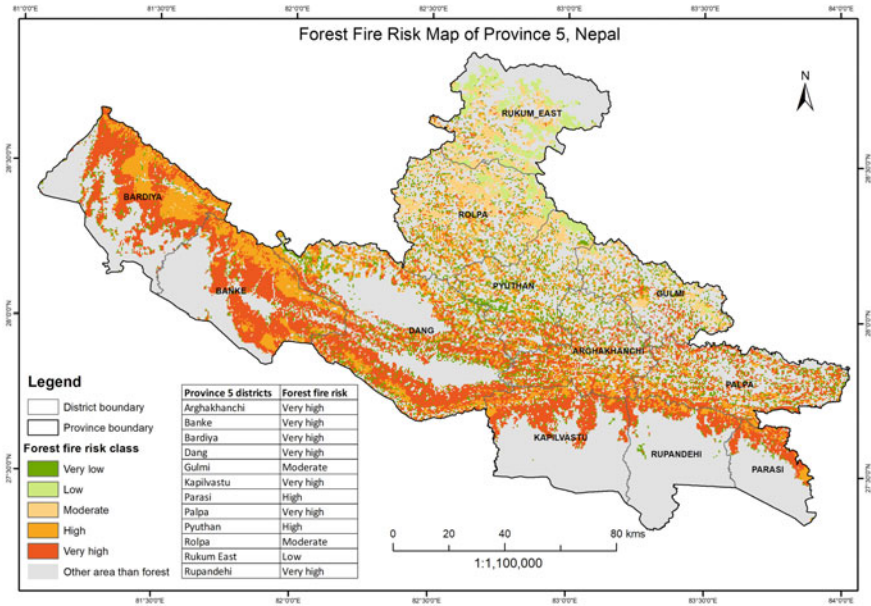 81°0'0"E 81°30'0"E 82°0'0"E 82°30'0"E 83°0'0"E 83°30'0"E 84°0'0"E
Forest Fire Risk Map of Province 5, Nepal
N
RUKUM_EAST
28°30'0"N 28°30'0"N
BARDIYA
ROLPA
PYUTHAN
GULMI
BANKE
28°0'0"N 28°0'0"N
DANG
ARGHAKHANCHI
PALPA
KAPILVASTU
RUPANDEHI
PARASI
27°30'0"N 27°30'0"N
Legend
District boundary
Province boundary
Forest fire risk class
Very low
Low
Moderate
High
Very high
Other area than forest
Province 5 districts Forest fire risk
Arghakhanchi Very high
Banke Very high
Bardiya Very high
Dang Very high
Gulmi Moderate
Kapilvastu Very high
Parasi High
Palpa Very high
Pyuthan High
Rolpa Moderate
Rukum East Low
Rupandehi Very high
0 20 40 80 kms
1:1,100,000
81°30'0"E 82°0'0"E 82°30'0"E 83°0'0"E 83°30'0"E 84°0'0"E